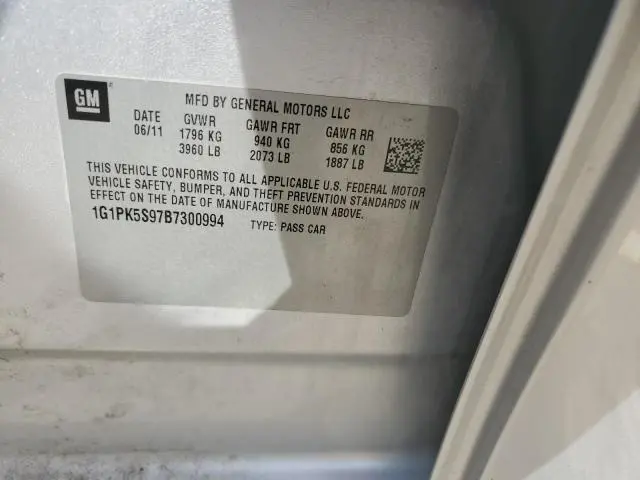 GM
MFD BY GENERAL MOTORS LLC
DATE GVWR GAWR FRT GAWR RR
06/11 1796 KG 940 KG 856 KG
3960 LB 2073 LB 1887 LB
THIS VEHICLE CONFORMS TO ALL APPLICABLE U.S. FEDERAL MOTOR
VEHICLE SAFETY, BUMPER, AND THEFT PREVENTION STANDARDS IN
EFFECT ON THE DATE OF MANUFACTURE SHOWN ABOVE.
1G1PK5S97B7300994 TYPE: PASS CAR